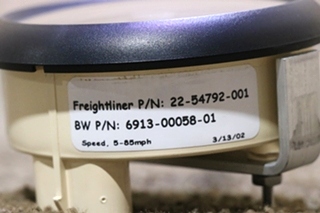 Freightliner P/N: 22-54792-001
BW P/N: 6913-00058-01
Speed, 5-85mph 3/13/02